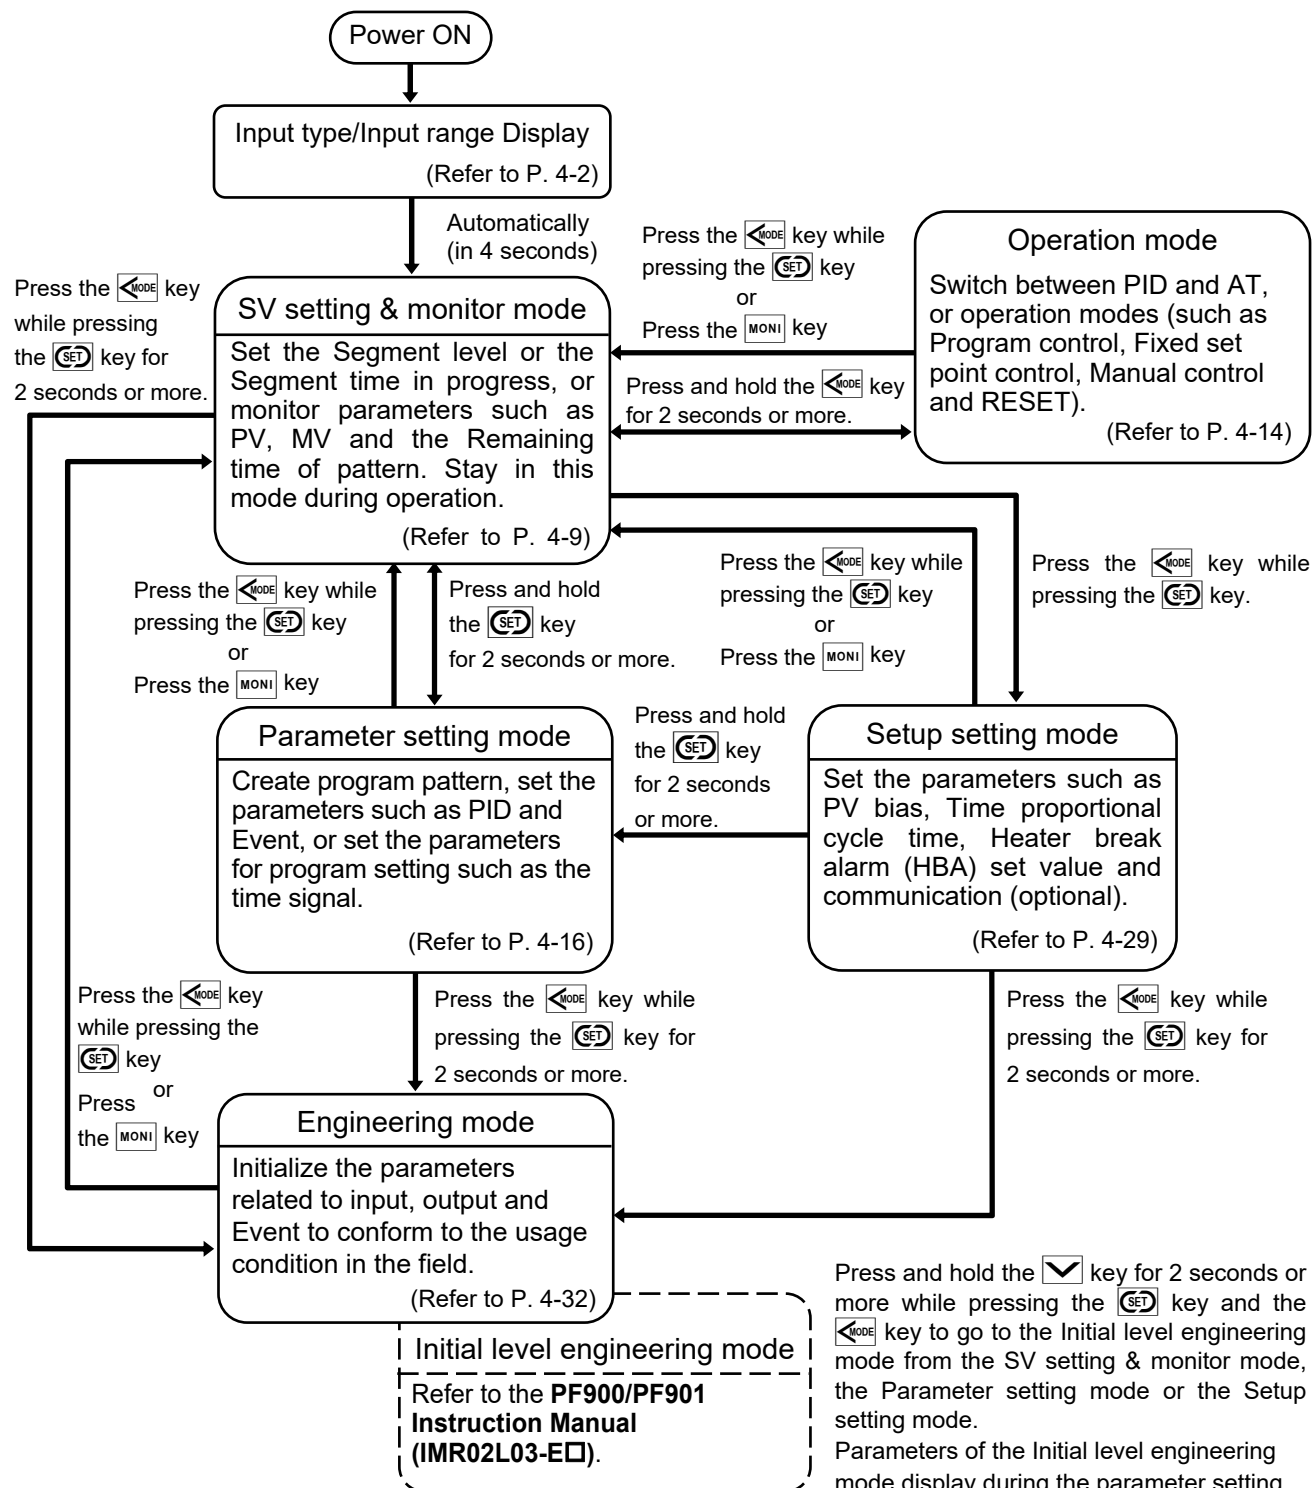 Power ON
Input type/Input range Display
(Refer to P. 4-2)
Automatically
(in 4 seconds)
Press the <MODE key while
pressing the SET key
or
Press the MONI key
Operation mode
Switch between PID and AT,
or operation modes (such as
Program control, Fixed set
point control, Manual control
and RESET).
(Refer to P. 4-14)
Press the <MODE key
while pressing
the SET key for
2 seconds or more.
SV setting & monitor mode
Set the Segment level or the
Segment time in progress, or
monitor parameters such as
PV, MV and the Remaining
time of pattern. Stay in this
mode during operation.
(Refer to P. 4-9)
Press and hold the <MODE key
for 2 seconds or more.
Press the <MODE key while
pressing the SET key
or
Press the MONI key
Press and hold
the SET key
for 2 seconds or more.
Press the <MODE key while
pressing the SET key
or
Press the MONI key
Press the <MODE key while
pressing the SET key.
Parameter setting mode
Create program pattern, set the
parameters such as PID and
Event, or set the parameters
for program setting such as the
time signal.
(Refer to P. 4-16)
Press and hold
the SET key
for 2 seconds
or more.
Setup setting mode
Set the parameters such as
PV bias, Time proportional
cycle time, Heater break
alarm (HBA) set value and
communication (optional).
(Refer to P. 4-29)
Press the <MODE key
while pressing the
SET key
or
Press
the MONI key
Press the <MODE key while
pressing the SET key for
2 seconds or more.
Press the <MODE key while
pressing the SET key for
2 seconds or more.
Engineering mode
Initialize the parameters
related to input, output and
Event to conform to the usage
condition in the field.
(Refer to P. 4-32)
Initial level engineering mode
Refer to the PF900/PF901
Instruction Manual
(IMR02L03-E□).
Press and hold the ∨ key for 2 seconds or
more while pressing the SET key and the
<MODE key to go to the Initial level engineering
mode from the SV setting & monitor mode,
the Parameter setting mode or the Setup
setting mode.
Parameters of the Initial level engineering
mode display during the parameter setting